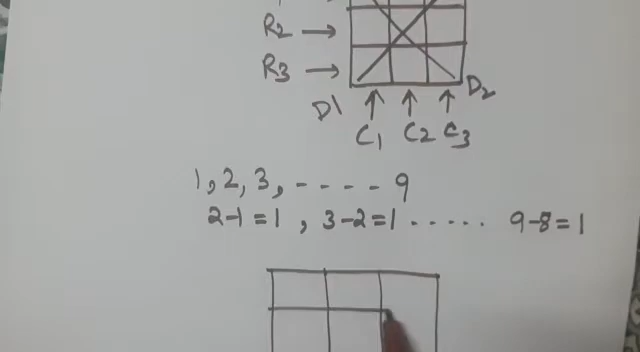 R2 →
R3 →
D1 D2
C1 C2 C3
1, 2, 3, - - - - - 9
2-1=1, 3-2=1 ..... 9-8=1